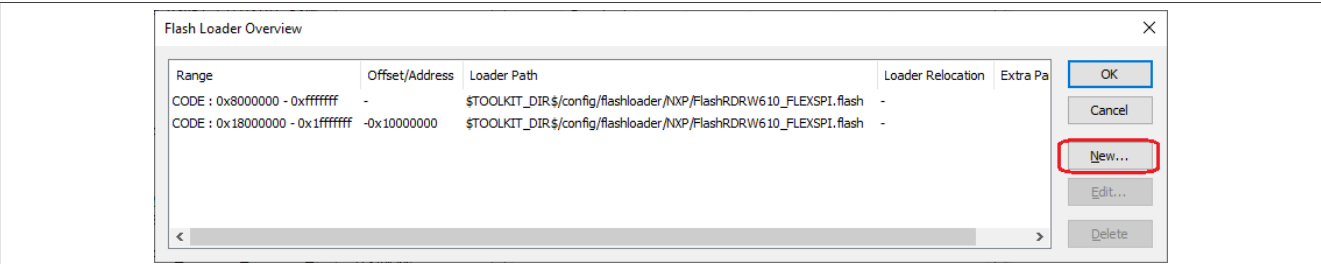 Flash Loader Overview
Range Offset/Address Loader Path Loader Relocation Extra Pa
CODE : 0x8000000 - 0xfffffff - $TOOLKIT_DIR$/config/flashloader/NXP/FlashRDRW610_FLEXSPI.flash -
CODE : 0x18000000 - 0x1fffffff -0x10000000 $TOOLKIT_DIR$/config/flashloader/NXP/FlashRDRW610_FLEXSPI.flash -
OK
Cancel
New...
Edit...
Delete